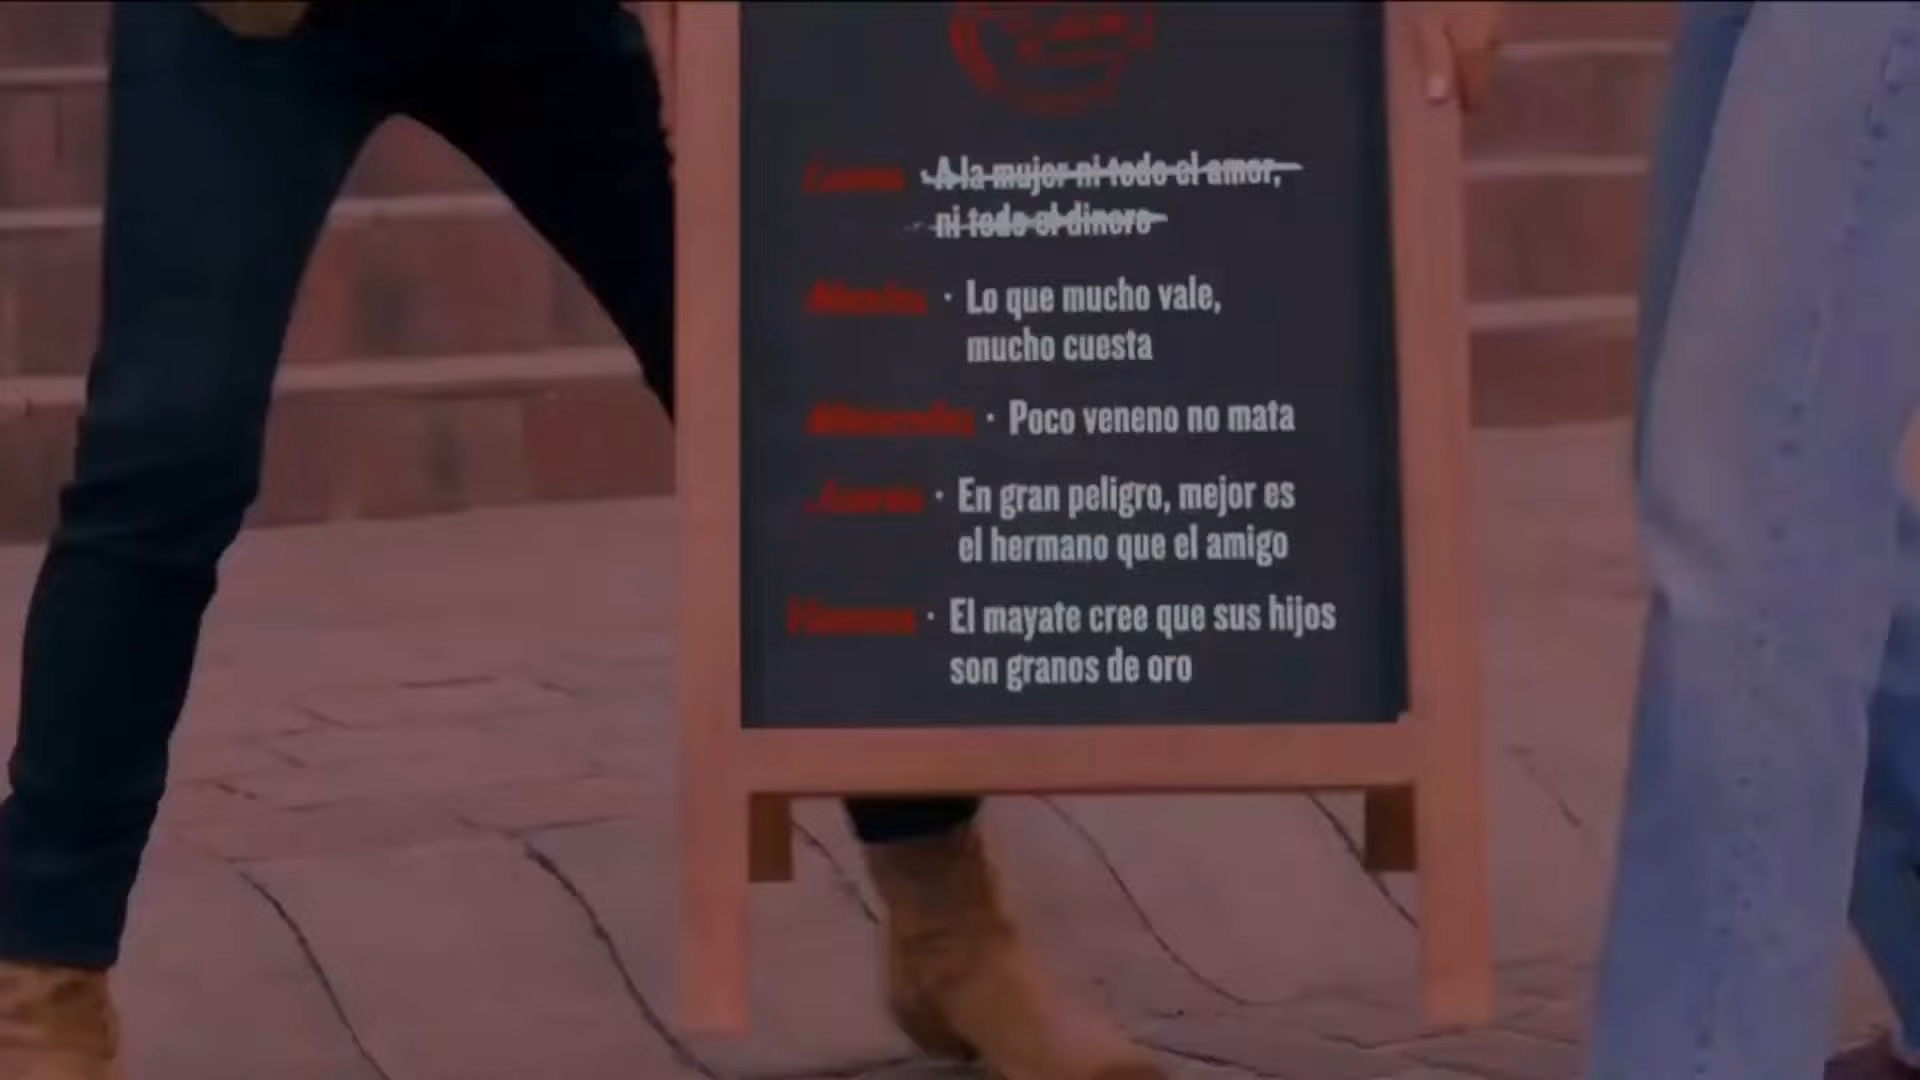 A la mujer ni todo el amor,
ni todo el dinero
· Lo que mucho vale,
mucho cuesta
· Poco veneno no mata
· En gran peligro, mejor es
el hermano que el amigo
· El mayate cree que sus hijos
son granos de oro